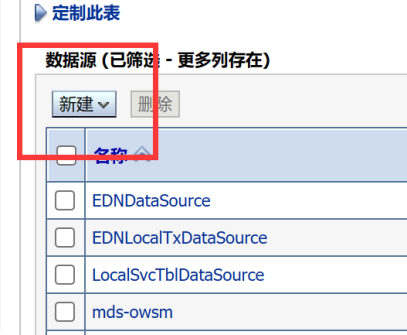 定制此表
数据源 (已筛选 - 更多列存在)
新建 删除
名称
EDNDataSource
EDNLocalTxDataSource
LocalSvcTblDataSource
mds-owsm